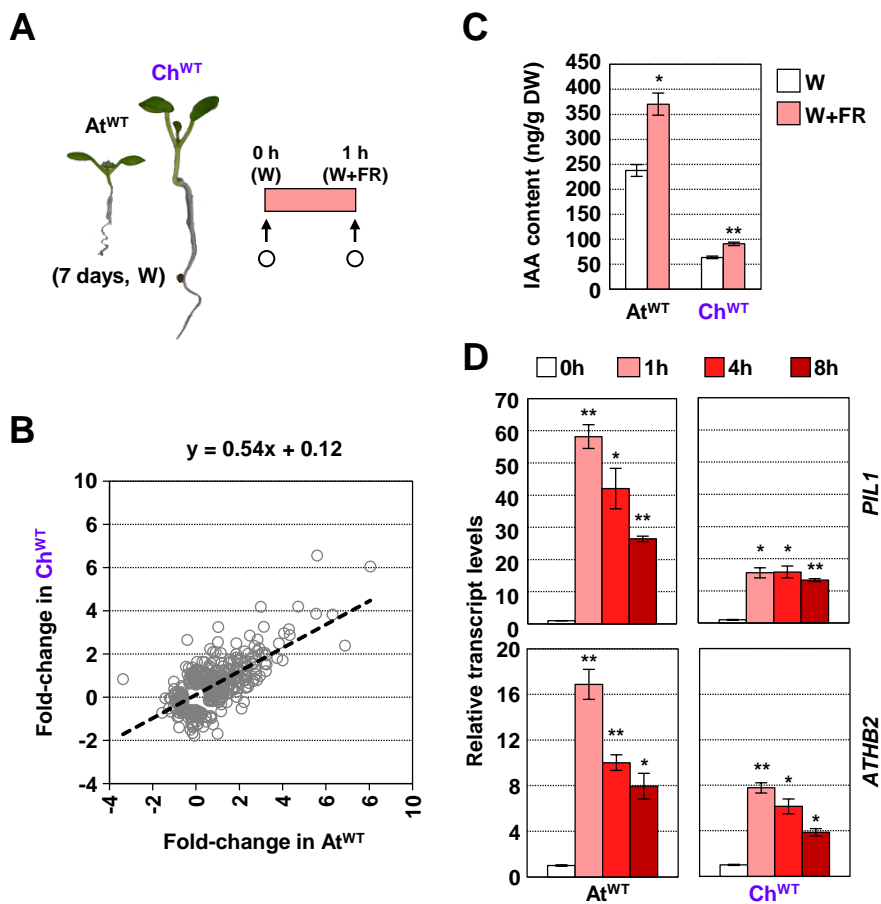 A
Ch^WT
At^WT
0 h 1 h
(W) (W+FR)
(7 days, W)
B
y = 0.54x + 0.12
Fold-change in Ch^WT
10
6
6
4
2
0
-2
-4
-4 -2 0 2 4 6 10
Fold-change in At^WT
C
IAA content (ng/g DW)
450
400
350
300
250
200
150
100
50
0
*
**
W
W+FR
At^WT Ch^WT
D
0h 1h 4h 8h
Relative transcript levels
70
60
50
40
30
20
10
0
** * **
* * **
PIL1
20
16
12
8
4
0
** ** *
** * *
ATHB2
At^WT Ch^WT